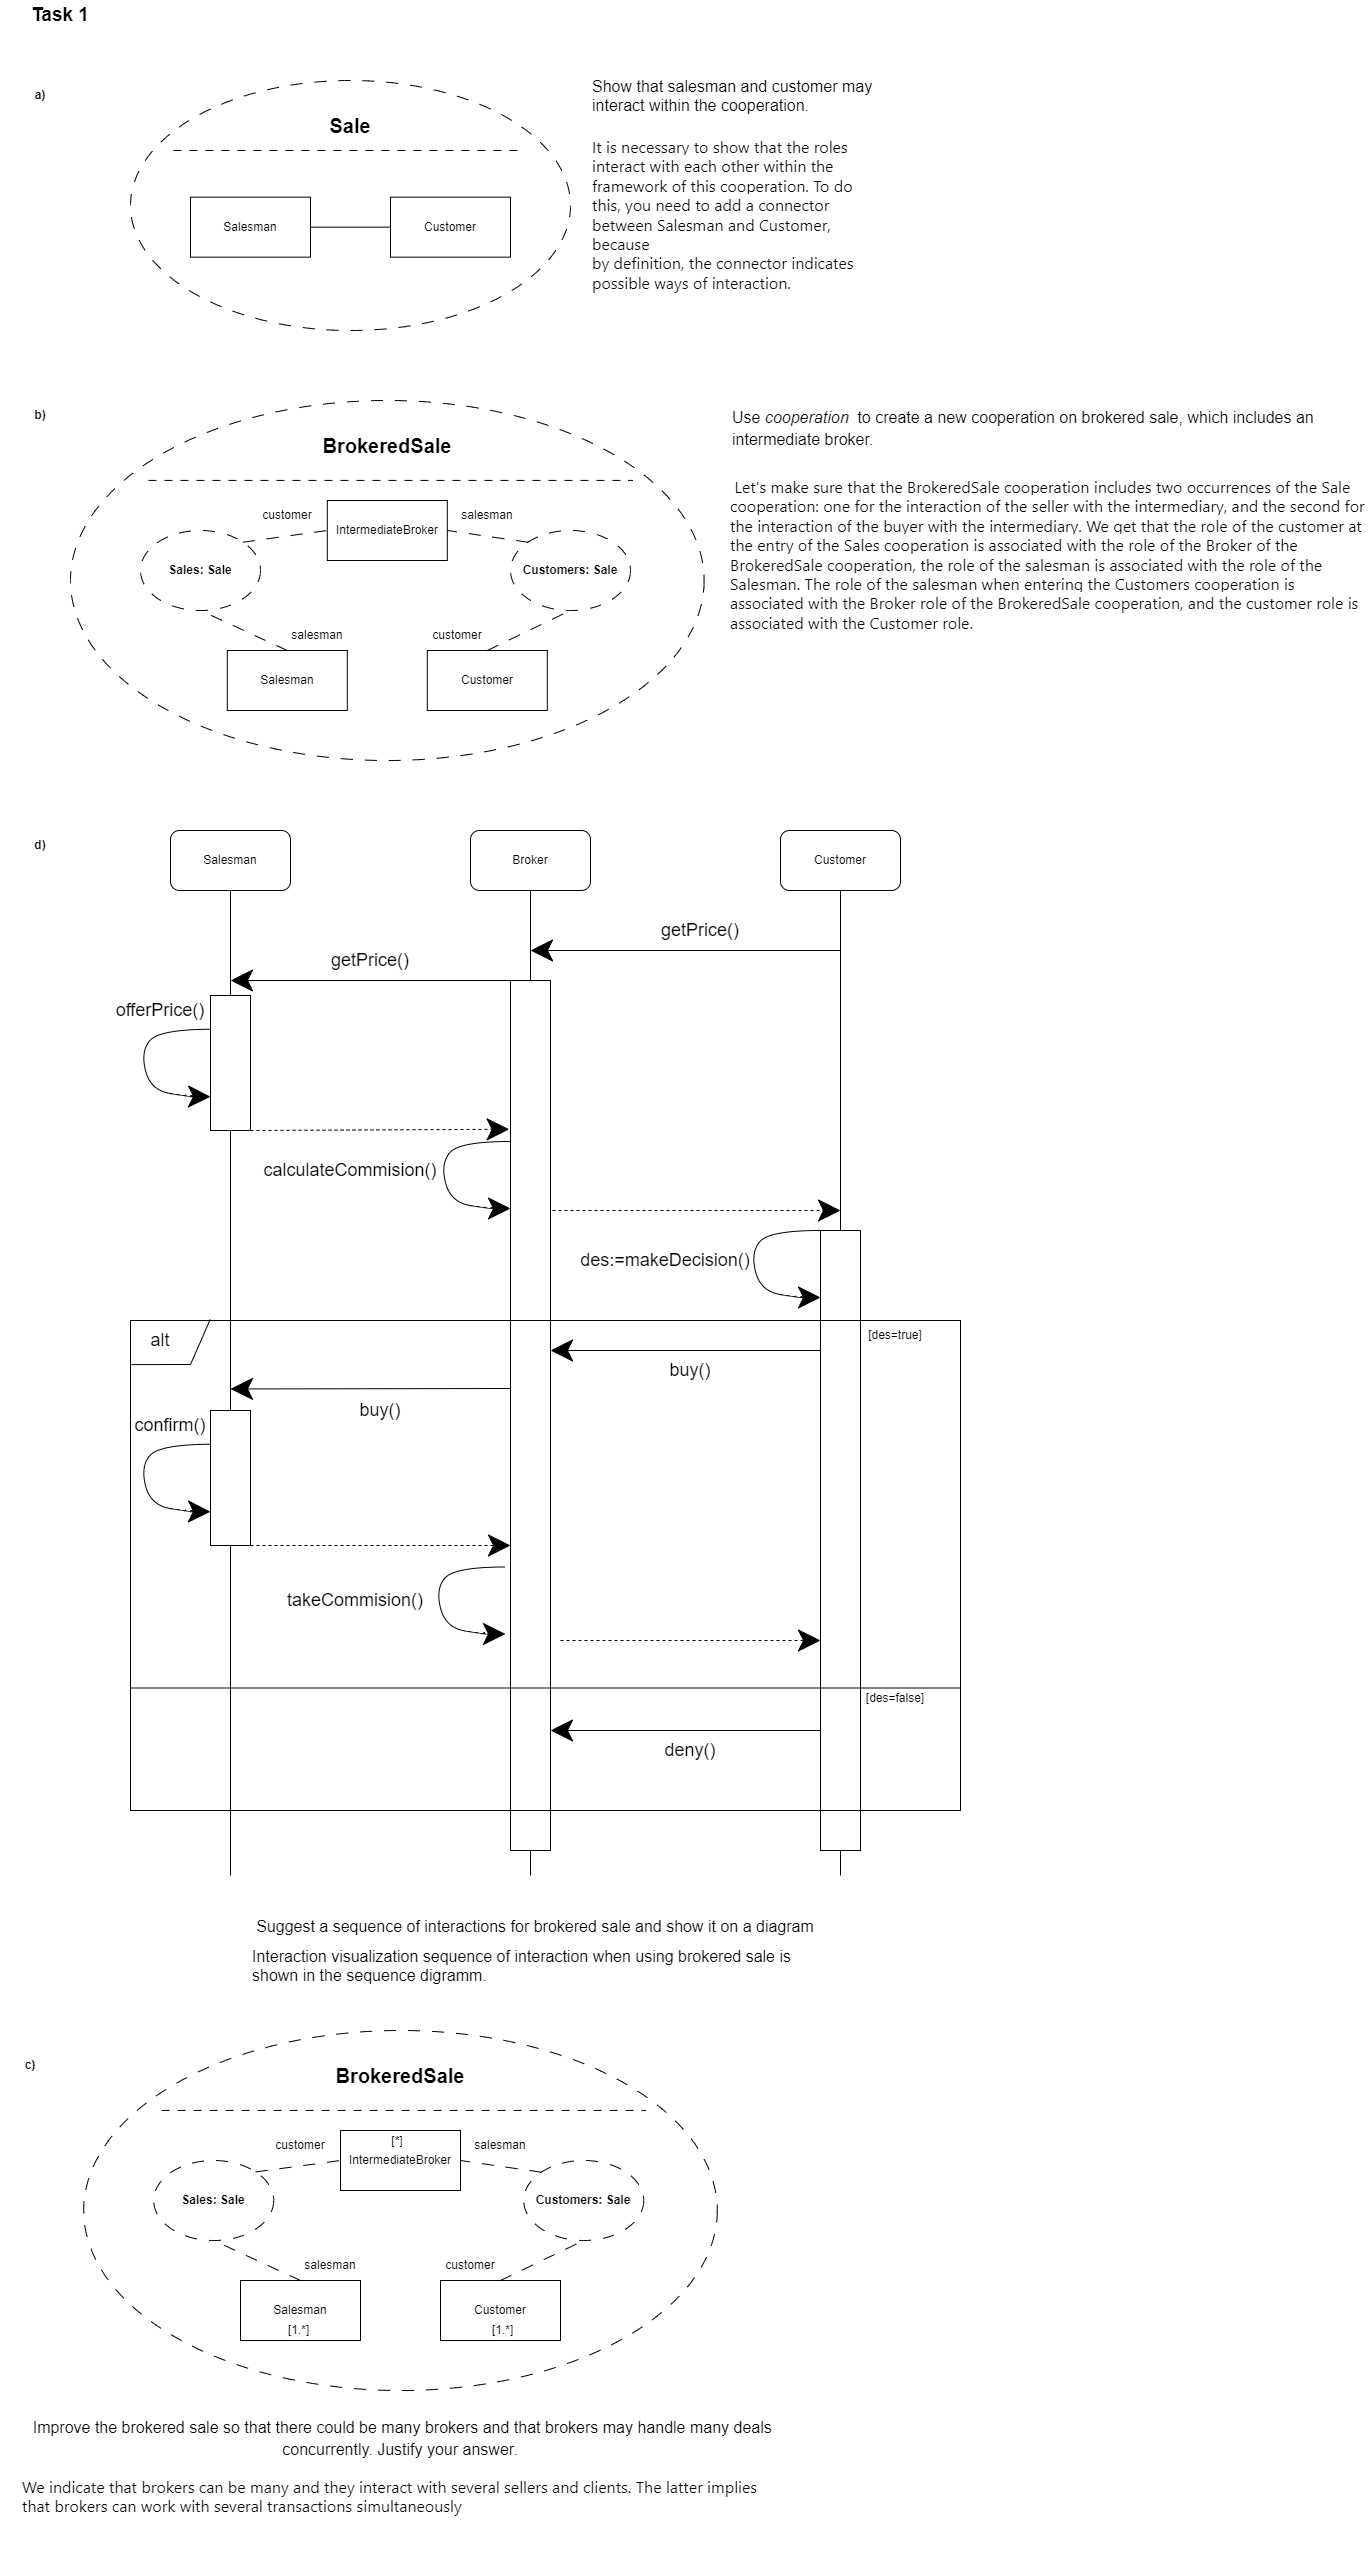 Task 1
a)
Sale
Salesman
Customer
Show that salesman and customer may
interact within the cooperation.
It is necessary to show that the roles
interact with each other within the
framework of this cooperation. To do
this, you need to add a connector
between Salesman and Customer,
because
by definition, the connector indicates
possible ways of interaction.
b)
BrokeredSale
customer
IntermediateBroker
salesman
Sales: Sale
Customers: Sale
salesman
customer
Salesman
Customer
Use cooperation to create a new cooperation on brokered sale, which includes an
intermediate broker.
Let's make sure that the BrokeredSale cooperation includes two occurrences of the Sale
cooperation: one for the interaction of the seller with the intermediary, and the second for
the interaction of the buyer with the intermediary. We get that the role of the customer at
the entry of the Sales cooperation is associated with the role of the Broker of the
BrokeredSale cooperation, the role of the salesman is associated with the role of the
Salesman. The role of the salesman when entering the Customers cooperation is
associated with the Broker role of the BrokeredSale cooperation, and the customer role is
associated with the Customer role.
d)
Salesman
Broker
Customer
getPrice()
getPrice()
offerPrice()
calculateCommision()
des:=makeDecision()
alt
[des=true]
buy()
buy()
confirm()
takeCommision()
[des=false]
deny()
Suggest a sequence of interactions for brokered sale and show it on a diagram
Interaction visualization sequence of interaction when using brokered sale is
shown in the sequence digramm.
c)
BrokeredSale
customer
[*]
IntermediateBroker
salesman
Sales: Sale
Customers: Sale
salesman
customer
Salesman
[1.*]
Customer
[1.*]
Improve the brokered sale so that there could be many brokers and that brokers may handle many deals
concurrently. Justify your answer.
We indicate that brokers can be many and they interact with several sellers and clients. The latter implies
that brokers can work with several transactions simultaneously